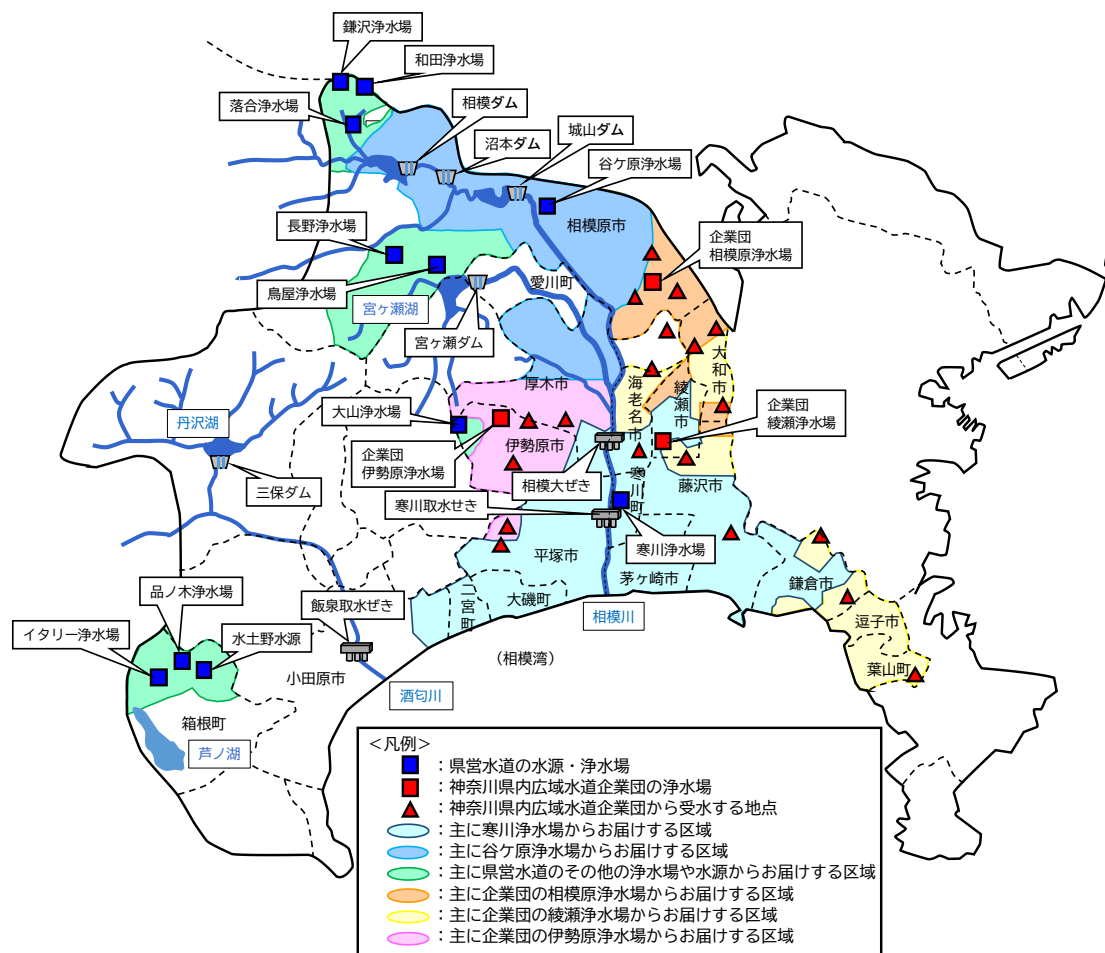 鎌沢浄水場
和田浄水場
落合浄水場
相模ダム
沼本ダム
城山ダム
谷ケ原浄水場
相模原市
長野浄水場
企業団
相模原浄水場
鳥屋浄水場
愛川町
宮ヶ瀬湖
宮ヶ瀬ダム
大和市
厚木市
海老名市
綾瀬市
大山浄水場
企業団
綾瀬浄水場
丹沢湖
企業団
伊勢原浄水場
伊勢原市
相模大ぜき
寒川町
藤沢市
三保ダム
寒川取水せき
寒川浄水場
平塚市
茅ヶ崎市
鎌倉市
品ノ木浄水場
二宮町
大磯町
飯泉取水ぜき
相模川
逗子市
イタリー浄水場
水土野水源
(相模湾)
葉山町
小田原市
酒匂川
箱根町
芦ノ湖
<凡例>
:県営水道の水源・浄水場
:神奈川県内広域水道企業団の浄水場
:神奈川県内広域水道企業団から受水する地点
:主に寒川浄水場からお届けする区域
:主に谷ケ原浄水場からお届けする区域
:主に県営水道のその他の浄水場や水源からお届けする区域
:主に企業団の相模原浄水場からお届けする区域
:主に企業団の綾瀬浄水場からお届けする区域
:主に企業団の伊勢原浄水場からお届けする区域